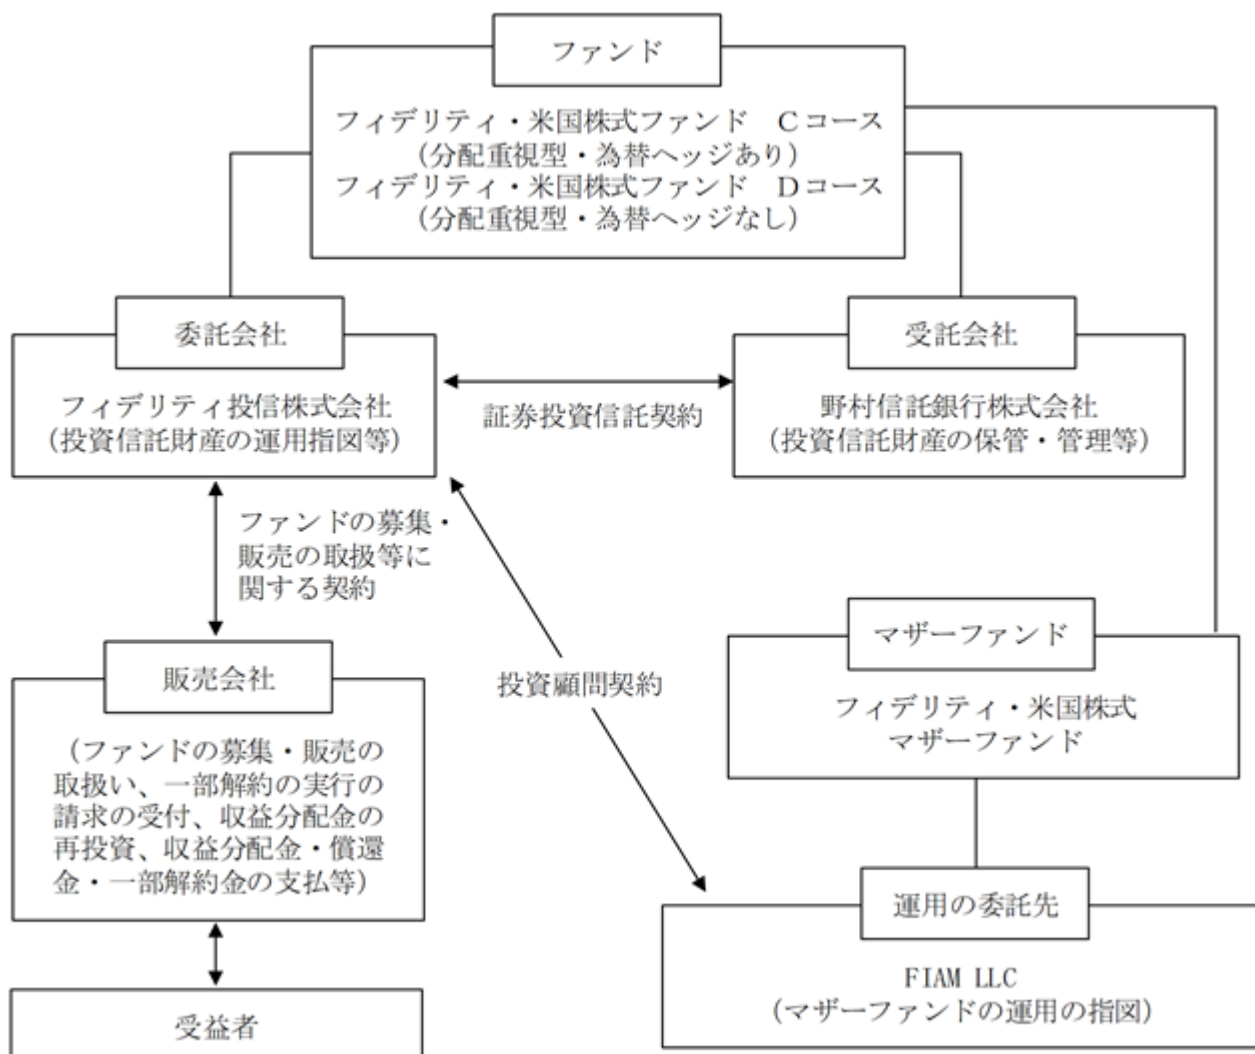 ファンド
フィデリティ・米国株式ファンド　Ｃコース
（分配重視型・為替ヘッジあり）
フィデリティ・米国株式ファンド　Ｄコース
（分配重視型・為替ヘッジなし）
委託会社
フィデリティ投信株式会社
（投資信託財産の運用指図等）
証券投資信託契約
受託会社
野村信託銀行株式会社
（投資信託財産の保管・管理等）
ファンドの募集・
販売の取扱等に
関する契約
投資顧問契約
マザーファンド
フィデリティ・米国株式
マザーファンド
販売会社
（ファンドの募集・販売の
取扱い、一部解約の実行の
請求の受付、収益分配金の
再投資、収益分配金・償還
金・一部解約金の支払等）
運用の委託先
FIAM LLC
（マザーファンドの運用の指図）
受益者